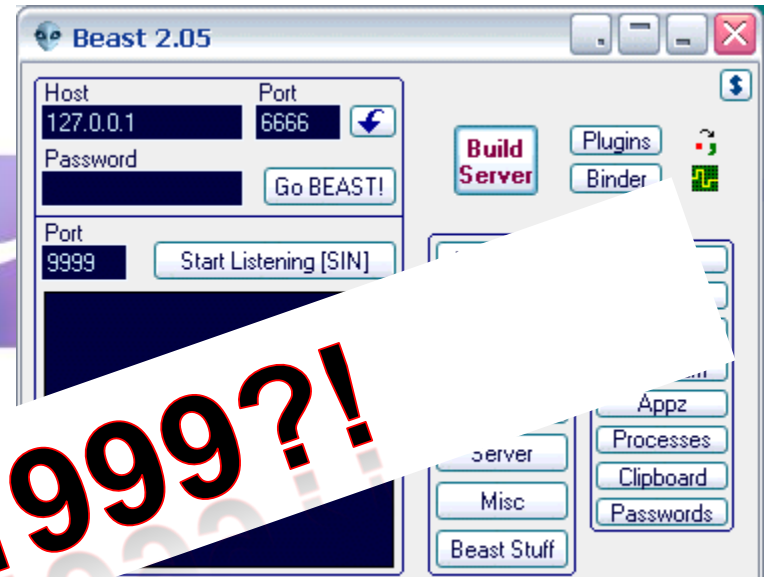 Beast 2.05
Host Port
127.0.0.1 6666
Password
Go BEAST!
Build
Server
Plugins
Binder
Port
9999 Start Listening [SIN]
999?!
Appz
Server Processes
Clipboard
Misc Passwords
Beast Stuff
$